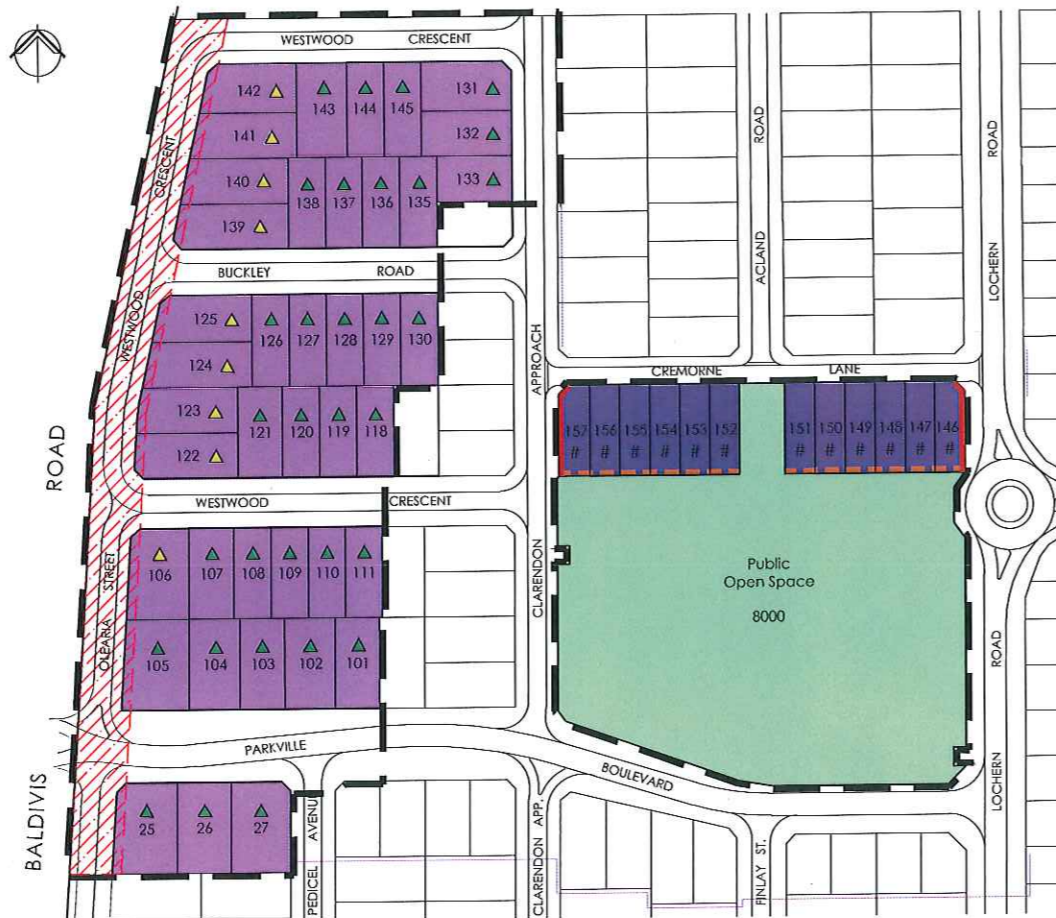 WESTWOOD CRESCENT
142
143
144
145
131
141
132
140
138
137
136
135
133
139
CRESCENT
WESTWOOD
BUCKLEY ROAD
125
126
127
128
129
130
124
123
121
120
119
118
122
WESTWOOD CRESCENT
106
107
108
109
110
111
105
104
103
102
101
OLEARIA STREET
PARKVILLE BOULEVARD
25
26
27
PEDICEL AVENU
BALDIVIS ROAD
CLARENDON APPROACH
CLARENDON APP.
ACLAND ROAD
LOCHERN ROAD
CREMORNE LANE
157 156 155 154 153 152
# # # # # #
151 150 149 148 147 146
# # # # # #
Public
Open Space
8000
LOCHERN ROAD
FINLAY ST.